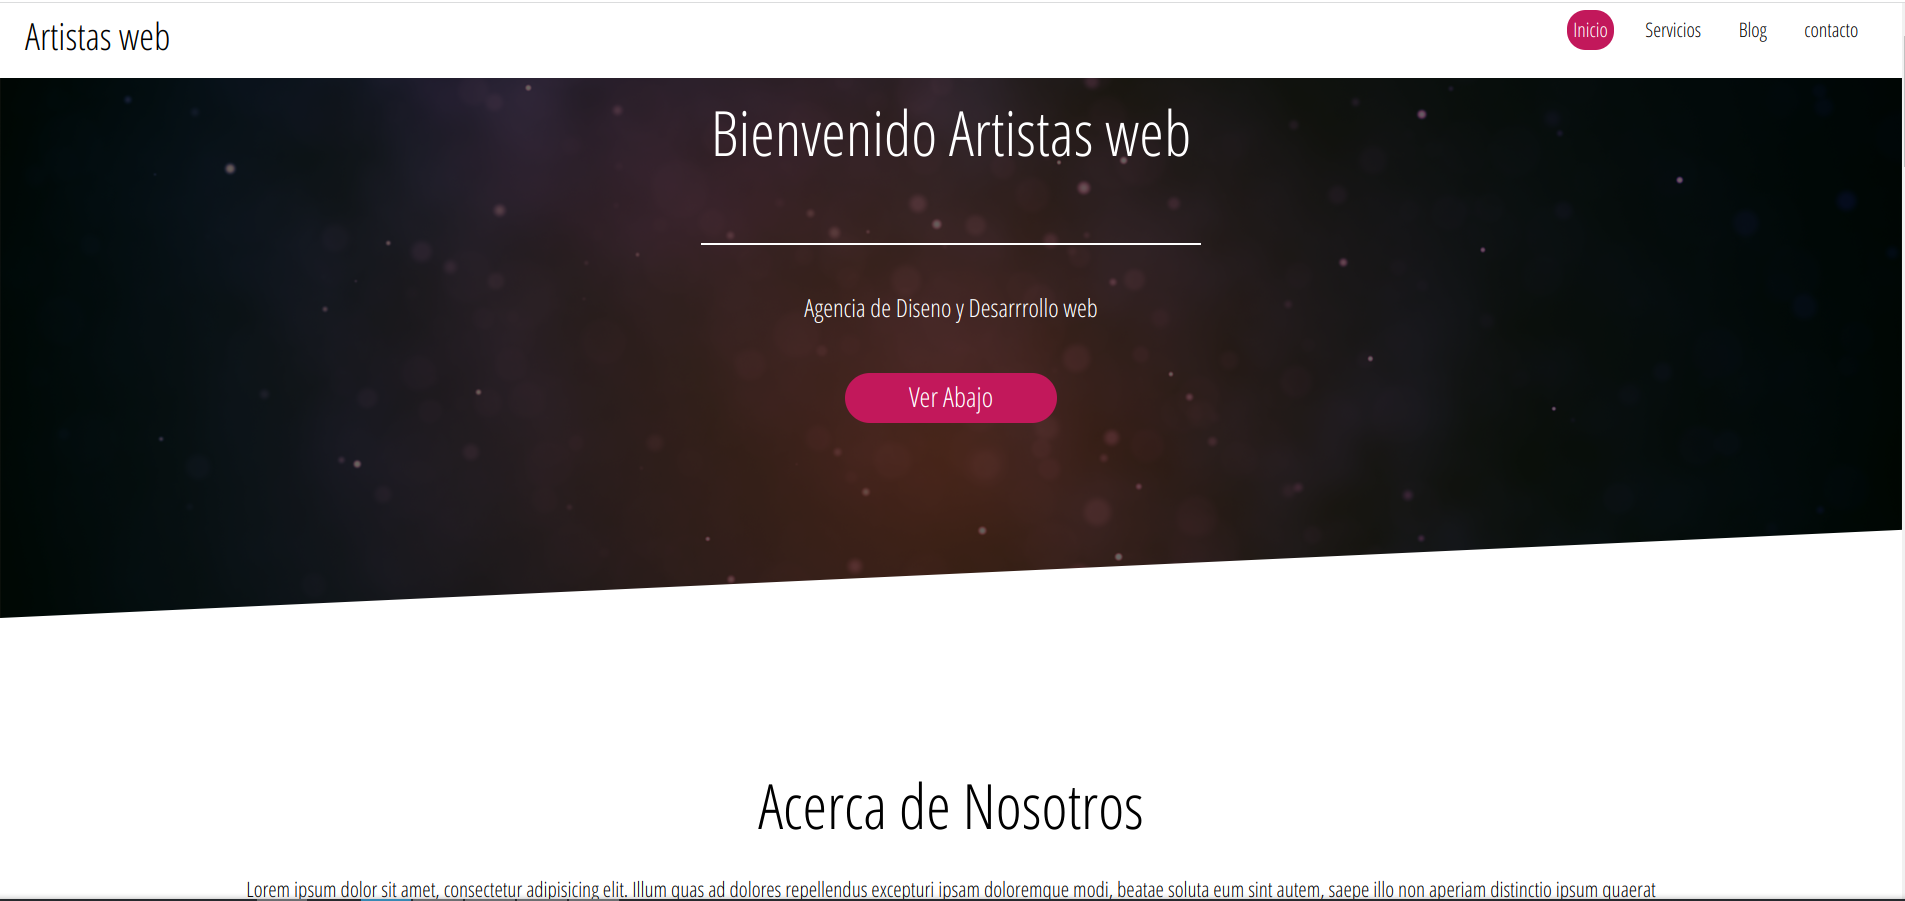 Artistas web
Inicio Servicios Blog contacto
Bienvenido Artistas web
Agencia de Diseno y Desarrrollo web
Ver Abajo
Acerca de Nosotros
Lorem ipsum dolor sit amet, consectetur adipisicing elit. Illum quas ad dolores repellendus excepturi ipsam doloremque modi, beatae soluta eum sint autem, saepe illo non aperiam distinctio ipsum quaerat